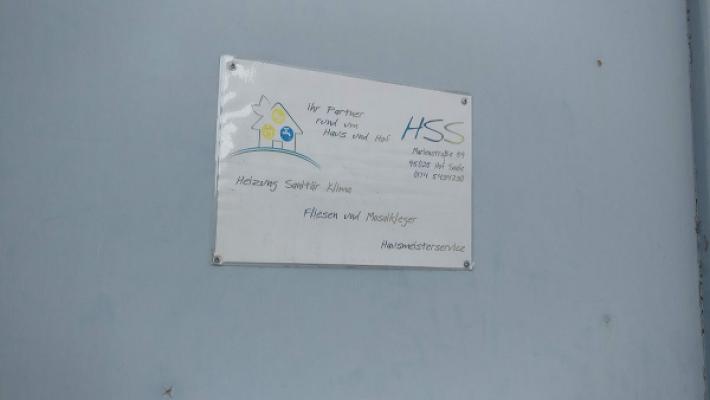 Ihr Partner
rund um
Haus und Hof
HSS
Marienstraße 59
95028 Hof Saale
0174
Heizung Sanitär Klima
Fliesen und Mosaikleger
Hausmeisterservice